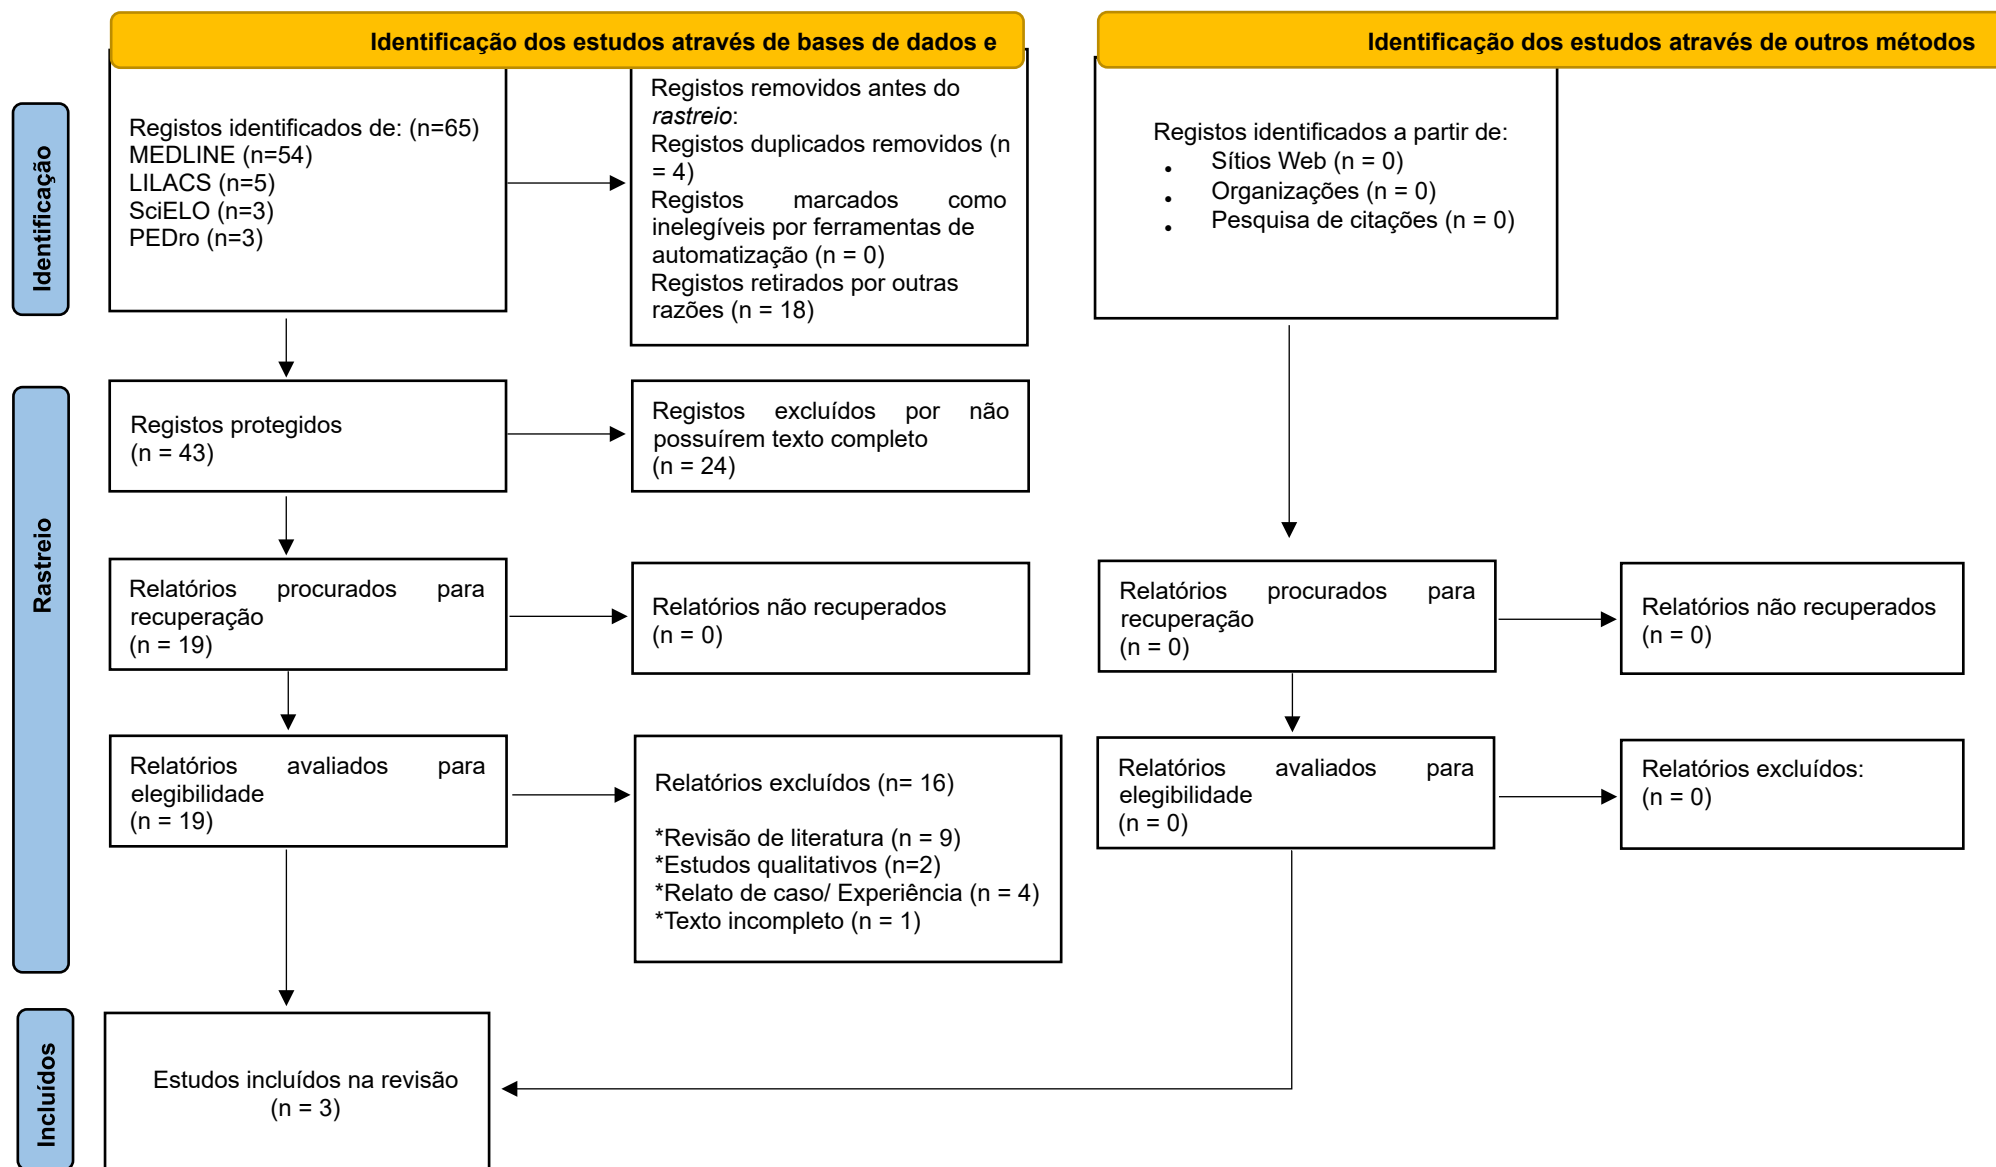 Identificação dos estudos através de bases de dados e
Identificação dos estudos através de outros métodos
Identificação
Registos identificados de: (n=65)
MEDLINE (n=54)
LILACS (n=5)
SciELO (n=3)
PEDro (n=3)
Registos removidos antes do
rastreio:
Registos duplicados removidos (n
= 4)
Registos marcados como
inelegíveis por ferramentas de
automatização (n = 0)
Registos retirados por outras
razões (n = 18)
Registos identificados a partir de:
• Sítios Web (n = 0)
• Organizações (n = 0)
• Pesquisa de citações (n = 0)
Rastreio
Registos protegidos
(n = 43)
Registos excluídos por não
possuírem texto completo
(n = 24)
Relatórios procurados para
recuperação
(n = 19)
Relatórios não recuperados
(n = 0)
Relatórios procurados para
recuperação
(n = 0)
Relatórios não recuperados
(n = 0)
Relatórios avaliados para
elegibilidade
(n = 19)
Relatórios excluídos (n= 16)
*Revisão de literatura (n = 9)
*Estudos qualitativos (n=2)
*Relato de caso/ Experiência (n = 4)
*Texto incompleto (n = 1)
Relatórios avaliados para
elegibilidade
(n = 0)
Relatórios excluídos:
(n = 0)
Incluídos
Estudos incluídos na revisão
(n = 3)